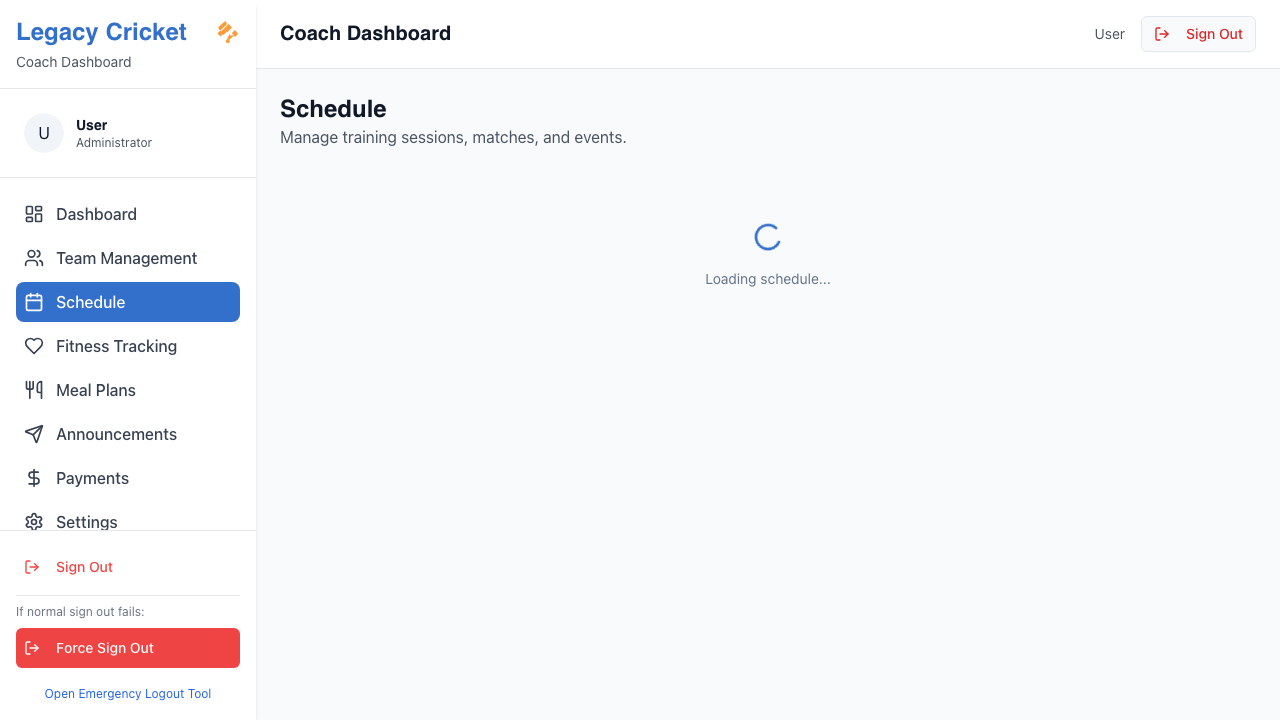 Legacy Cricket
Coach Dashboard
U
User
Administrator
Dashboard
Team Management
Schedule
Fitness Tracking
Meal Plans
Announcements
Payments
Settings
Sign Out
If normal sign out fails:
Force Sign Out
Open Emergency Logout Tool
Coach Dashboard
User
Sign Out
Schedule
Manage training sessions, matches, and events.
Loading schedule...